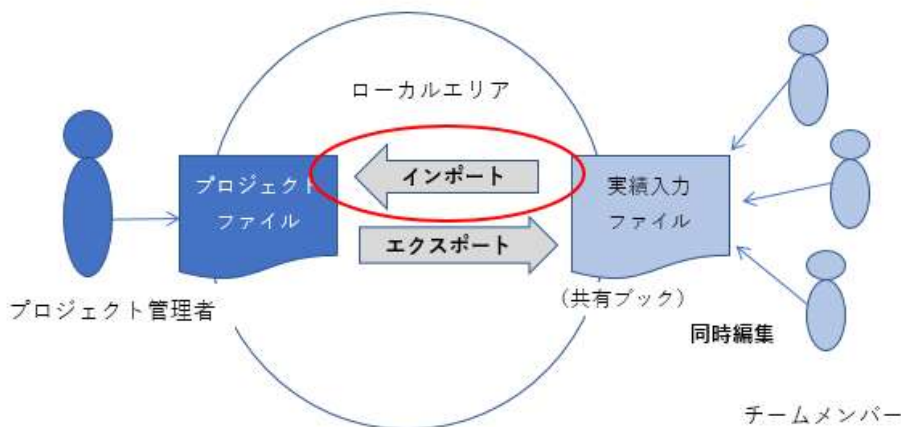 ローカルエリア
プロジェクト
ファイル
インポート
エクスポート
実績入力
ファイル
(共有ブック)
プロジェクト管理者
同時編集
チームメンバー